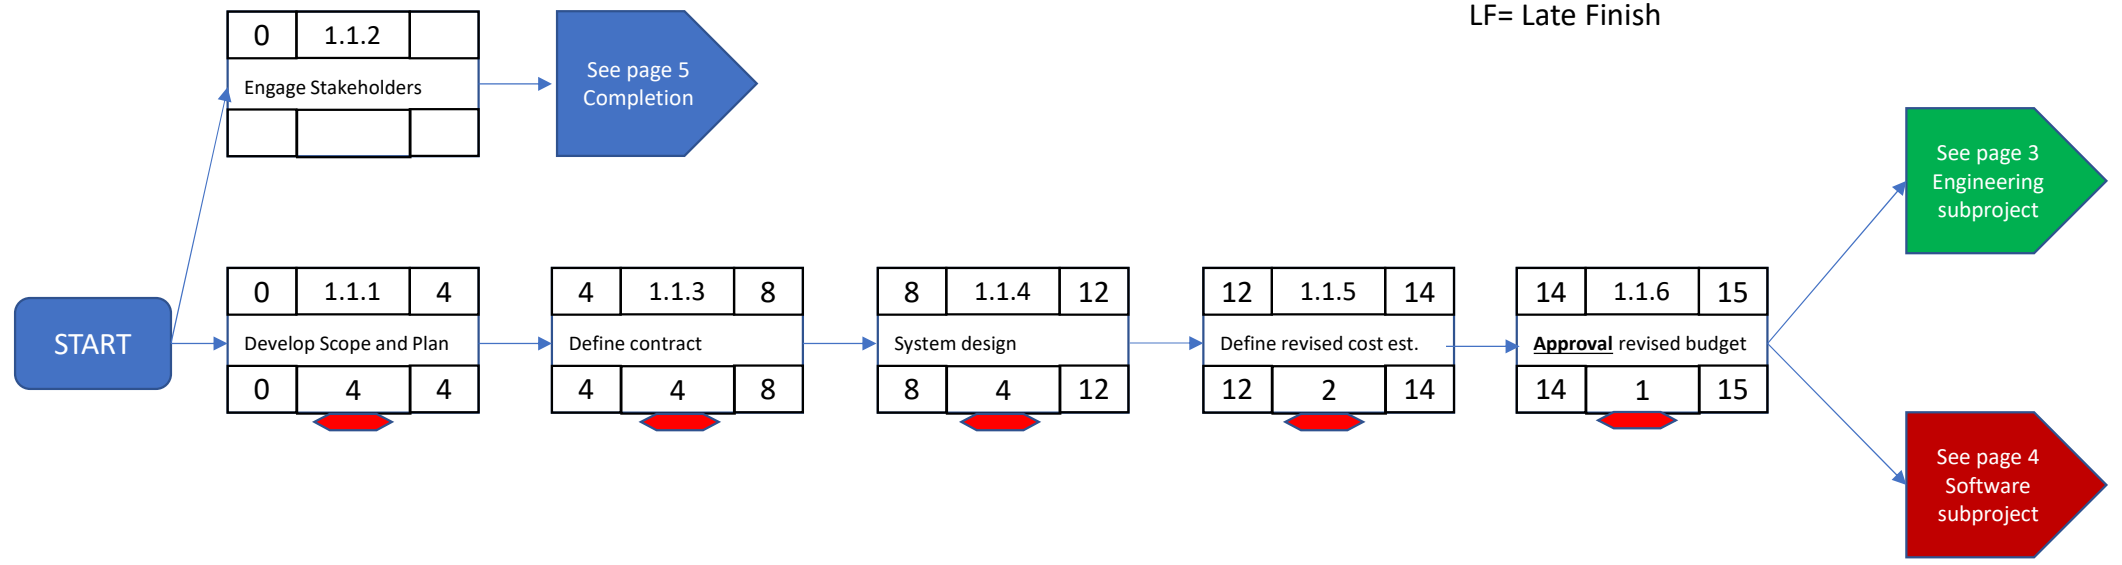 LF= Late Finish
0 1.1.2
Engage Stakeholders
See page 5
Completion
See page 3
Engineering
subproject
START
0 1.1.1 4
Develop Scope and Plan
0 4 4
4 1.1.3 8
Define contract
4 4 8
8 1.1.4 12
System design
8 4 12
12 1.1.5 14
Define revised cost est.
12 2 14
14 1.1.6 15
Approval revised budget
14 1 15
See page 4
Software
subproject